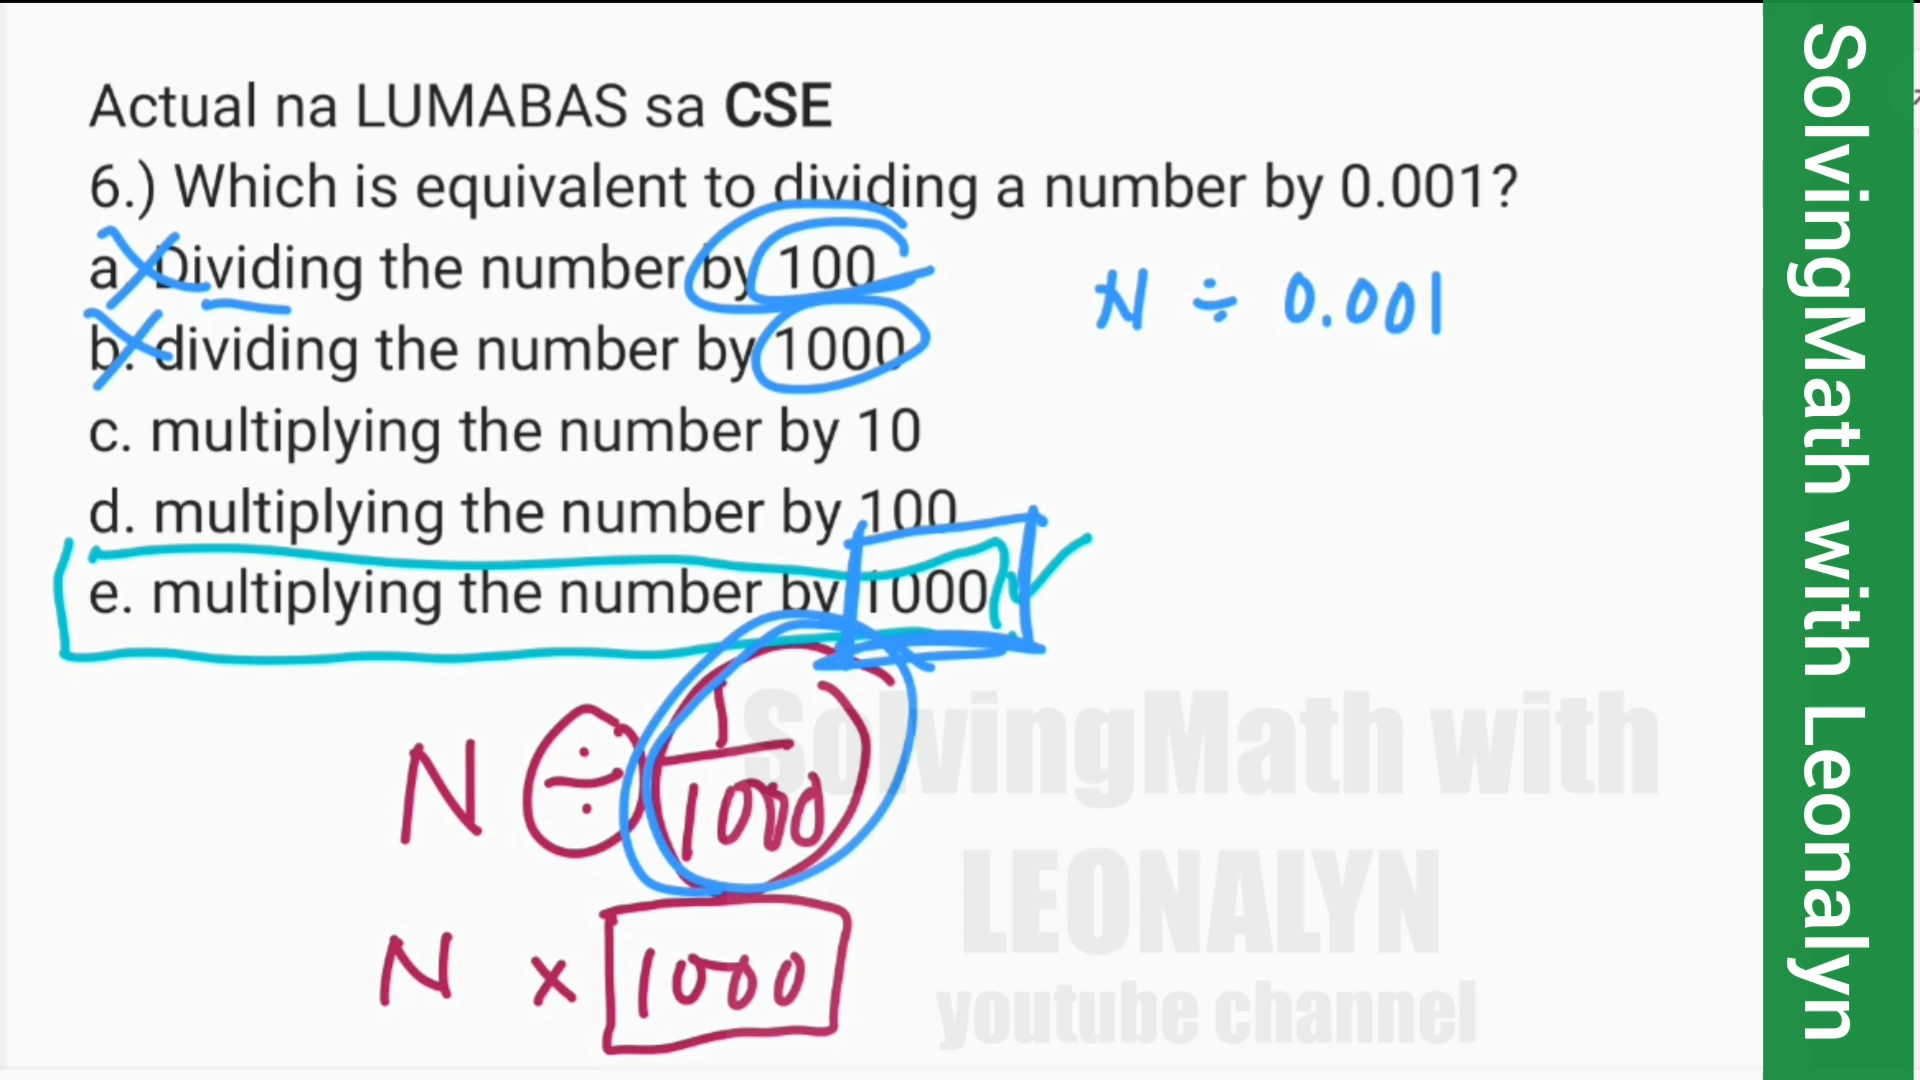 Actual na LUMABAS sa CSE
6.) Which is equivalent to dividing a number by 0.001?
a Dividing the number by 100
b. dividing the number by 1000
c. multiplying the number by 10
d. multiplying the number by 100
e. multiplying the number by 1000
N ÷ 0.001
N ÷ 1/1000
N x 1000
SolvingMath with
LEONALYN
youtube channel
SolvingMath with Leonalyn